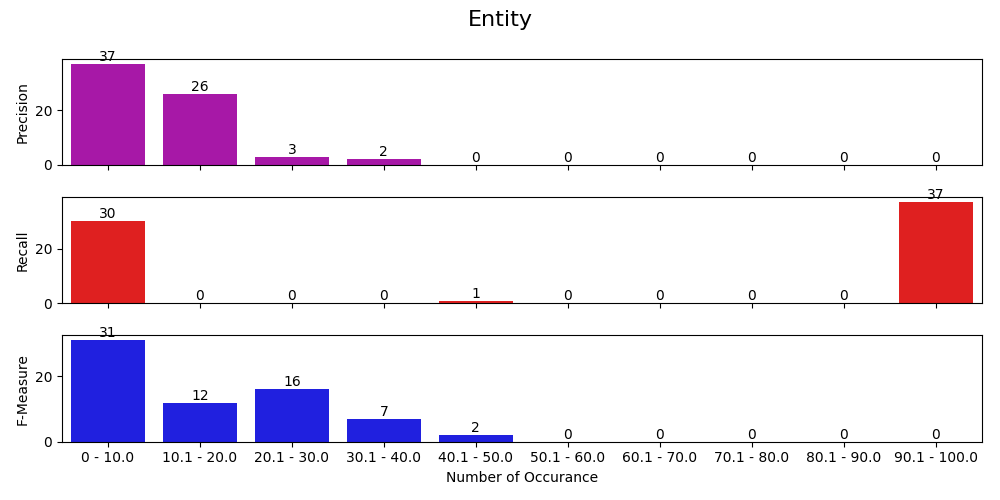 Entity
Precision
20
0
37 26 3 2 0 0 0 0 0 0
Recall
20
0
30 0 0 0 1 0 0 0 0 37
F-Measure
20
0
31 12 16 7 2 0 0 0 0 0
0 - 10.0 10.1 - 20.0 20.1 - 30.0 30.1 - 40.0 40.1 - 50.0 50.1 - 60.0 60.1 - 70.0 70.1 - 80.0 80.1 - 90.0 90.1 - 100.0
Number of Occurance